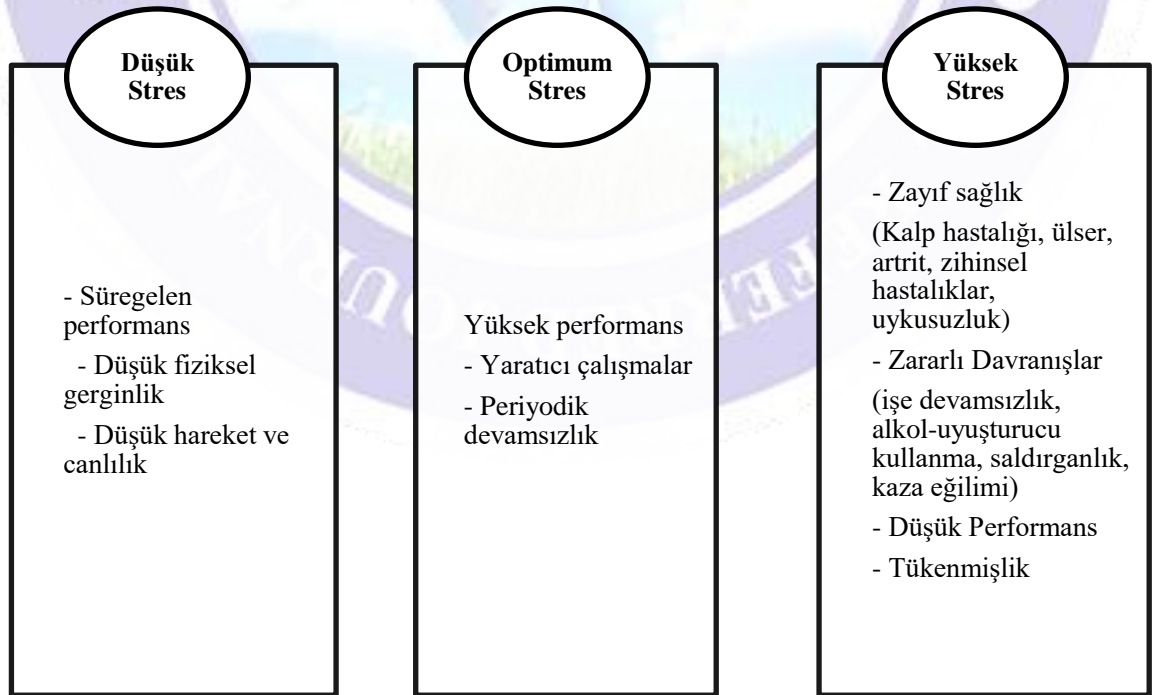 Düşük
Stres
- Süregelen
performans
- Düşük fiziksel
gerginlik
- Düşük hareket ve
canlılık
Optimum
Stres
Yüksek performans
- Yaratıcı çalışmalar
- Periyodik
devamsızlık
Yüksek
Stres
- Zayıf sağlık
(Kalp hastalığı, ülser,
artrit, zihinsel
hastalıklar,
uykusuzluk)
- Zararlı Davranışlar
(işe devamsızlık,
alkol-uyuşturucu
kullanma, saldırganlık,
kaza eğilimi)
- Düşük Performans
- Tükenmişlik